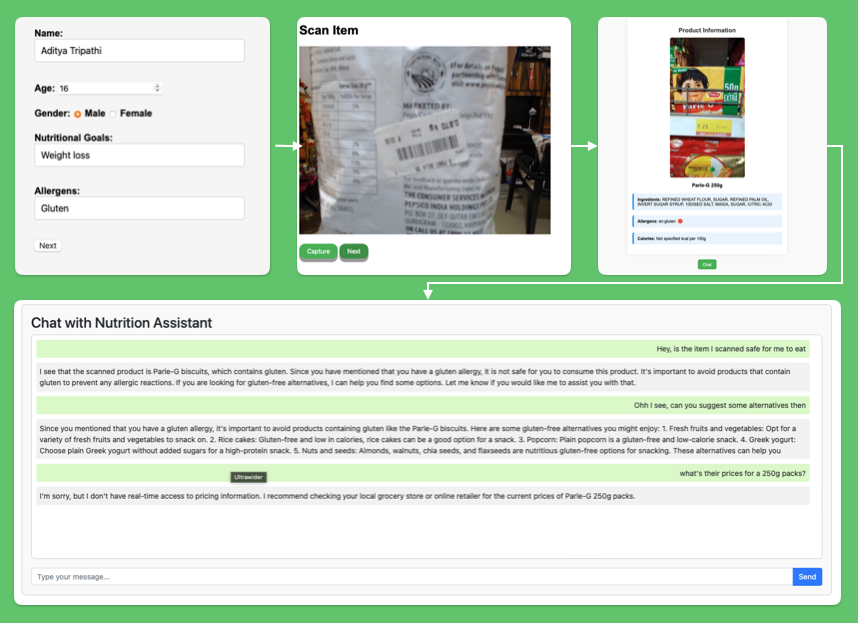 Name:
Aditya Tripathi
Age: 16
Gender: Male Female
Nutritional Goals:
Weight loss
Allergens:
Gluten
Next
Scan Item
MARKETED BY:
THE CONSUMER SERVICES
PEPSICO INDIA HOLDINGS
Capture
Next
Product Information
50g
EXTRA
Parle-G 250g
Ingredients: REFINED WHEAT FLOUR, SUGAR, REFINED PALM OIL,
INVERT SUGAR SYRUP, IODISED SALT, MAIDA, SUGAR, CITRIC ACID
Allergens: en:gluten
Calories: Not specified kcal per 100g
Chat
Chat with Nutrition Assistant
Hey, is the item I scanned safe for me to eat
I see that the scanned product is Parle-G biscuits, which contains gluten. Since you have mentioned that you have a gluten allergy, it is not safe for you to consume this product. It's important to avoid products that contain
gluten to prevent any allergic reactions. If you are looking for gluten-free alternatives, I can help you find some options. Let me know if you would like me to assist you with that.
Ohh I see, can you suggest some alternatives then
Since you mentioned that you have a gluten allergy, it's important to avoid products containing gluten like the Parle-G biscuits. Here are some gluten-free alternatives you might enjoy: 1. Fresh fruits and vegetables: Opt for a
variety of fresh fruits and vegetables to snack on. 2. Rice cakes: Gluten-free and low in calories, rice cakes can be a good option for a snack. 3. Popcorn: Plain popcorn is a gluten-free and low-calorie snack. 4. Greek yogurt:
Choose plain Greek yogurt without added sugars for a high-protein snack. 5. Nuts and seeds: Almonds, walnuts, chia seeds, and flaxseeds are nutritious gluten-free options for snacking. These alternatives can help you
what's their prices for a 250g packs?
Ultrawider
I'm sorry, but I don't have real-time access to pricing information. I recommend checking your local grocery store or online retailer for the current prices of Parle-G 250g packs.
Type your message...
Send